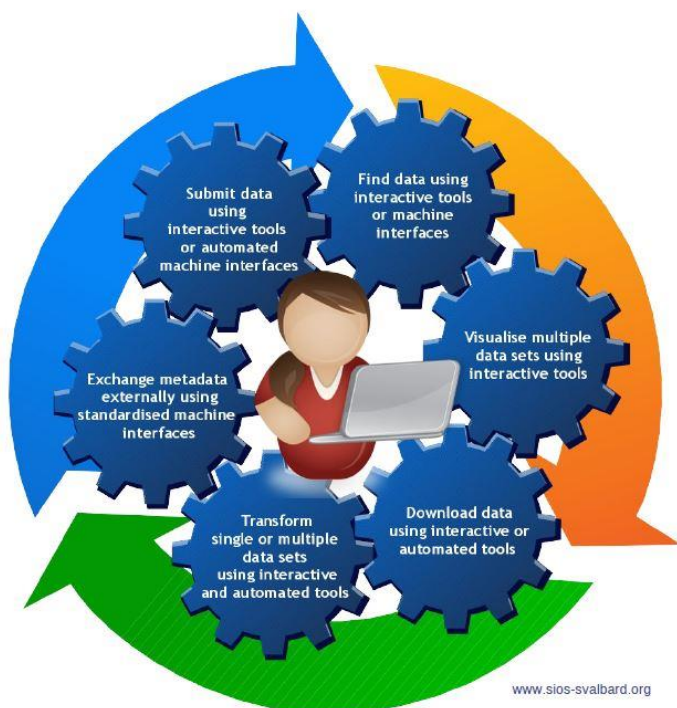 Submit data
using
interactive tools
or automated
machine interfaces
Find data using
interactive tools
or machine
interfaces
Visualise multiple
data sets using
interactive tools
Download data
using interactive or
automated tools
Transform
single or multiple
data sets
using interactive
and automated tools
Exchange metadata
externally using
standardised machine
interfaces
www.sios-svalbard.org